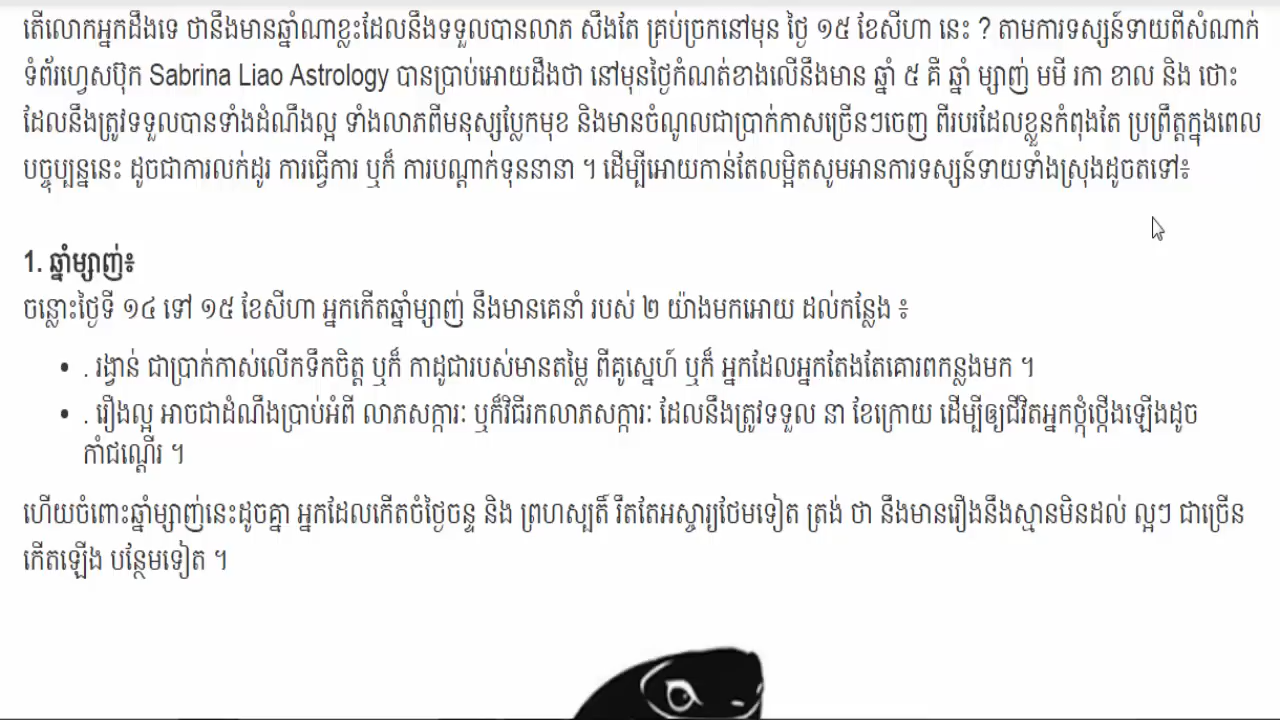 តើលោកអ្នកដឹងទេ ថានឹងមានឆ្នាំណាខ្លះដែលនឹងទទួលបានលាភ សឹងតែ គ្រប់ច្រកនៅមុន ថ្ងៃ ១៥ ខែសីហា នេះ ? តាមការទស្សន៍ទាយពីសំណាក់
ទំព័រហ្វេសប៊ុក Sabrina Liao Astrology បានប្រាប់អោយដឹងថា នៅមុនថ្ងៃកំណត់ខាងលើនឹងមាន ឆ្នាំ ៥ គឺ ឆ្នាំ ម្សាញ់ មមី រកា ខាល និង ថោះ
ដែលនឹងត្រូវទទួលបានទាំងដំណឹងល្អ ទាំងលាភពីមនុស្សប្លែកមុខ និងមានចំណូលជាប្រាក់កាសច្រើនៗចេញ ពីរបរដែលខ្លួនកំពុងតែ ប្រព្រឹត្តក្នុងពេល
បច្ចុប្បន្ននេះ ដូចជាការលក់ដូរ ការធ្វើការ ឬក៏ ការបណ្ដាក់ទុននានា ។ ដើម្បីអោយកាន់តែលម្អិតសូមអានការទស្សន៍ទាយទាំងស្រុងដូចតទៅ៖
1. ឆ្នាំម្សាញ់៖
ចន្លោះថ្ងៃទី ១៤ ទៅ ១៥ ខែសីហា អ្នកកើតឆ្នាំម្សាញ់ នឹងមានគេនាំ របស់ ២ យ៉ាងមកអោយ ដល់កន្លែង ៖
• . រង្វាន់ ជាប្រាក់កាស់លើកទឹកចិត្ត ឬក៏ កាដូជារបស់មានតម្លៃ ពីគូស្នេហ៍ ឬក៏ អ្នកដែលអ្នកតែងតែគោរពកន្លងមក ។
• . រឿងល្អ អាចជាដំណឹងប្រាប់អំពី លាភសក្ការ: ឬក៏វិធីរកលាភសក្ការ: ដែលនឹងត្រូវទទួល នា ខែក្រោយ ដើម្បីឲ្យជីវិតអ្នកថ្កុំថ្កើងឡើងដូច
កាំជណ្ដើរ ។
ហើយចំពោះឆ្នាំម្សាញ់នេះដូចគ្នា អ្នកដែលកើតចំថ្ងៃចន្ទ និង ព្រហស្បតិ៍ រឹតតែអស្ចារ្យថែមទៀត ត្រង់ ថា នឹងមានរឿងនឹងស្មានមិនដល់ ល្អៗ ជាច្រើន
កើតឡើង បន្ថែមទៀត ។